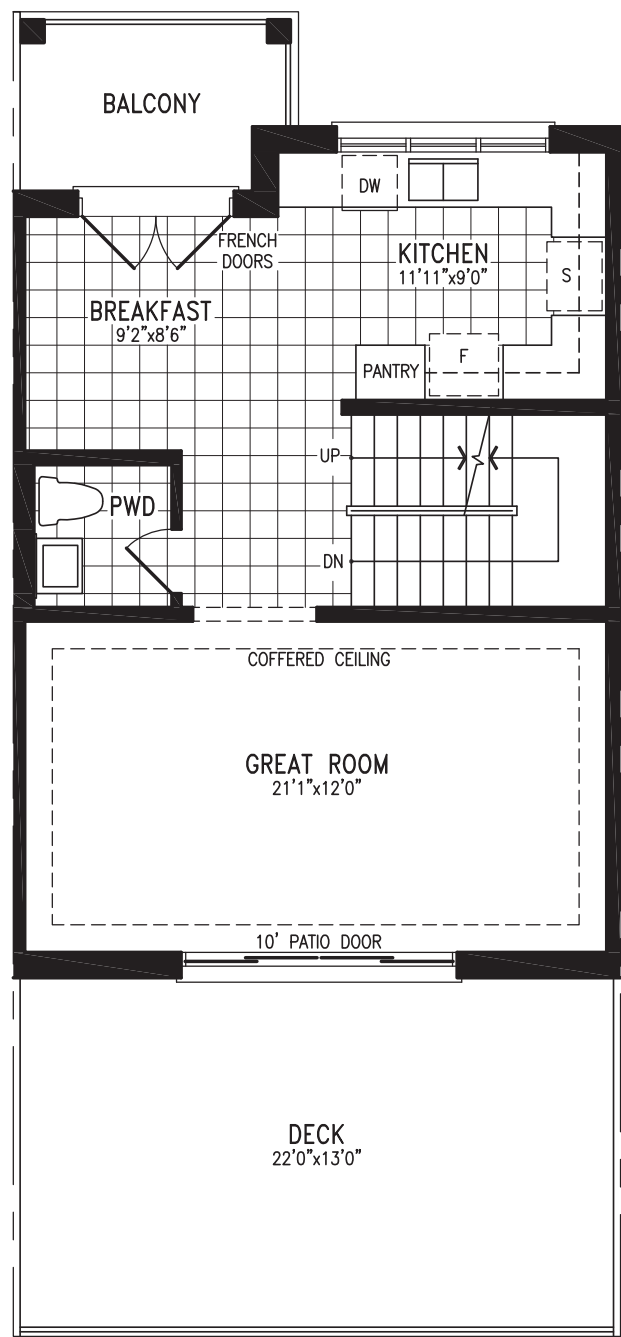 BALCONY
DW
FRENCH
DOORS
KITCHEN
11'11"x9'0"
S
BREAKFAST
9'2"x8'6"
F
PANTRY
UP
PWD
DN
COFFERED CEILING
GREAT ROOM
21'1"x12'0"
10' PATIO DOOR
DECK
22'0"x13'0"